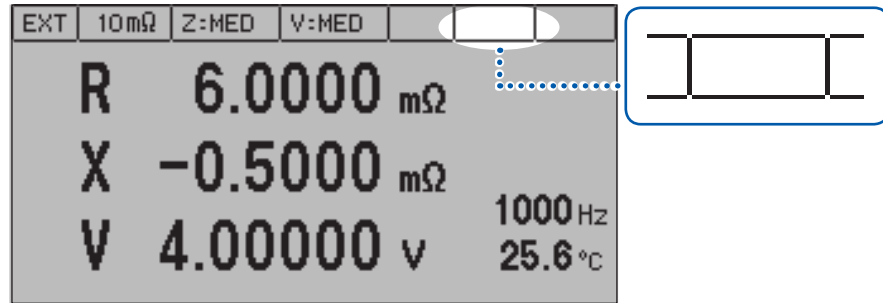 EXT 10mΩ Z:MED V:MED
R 6.0000 mΩ
X -0.5000 mΩ
1000 Hz
V 4.00000 V
25.6 °C